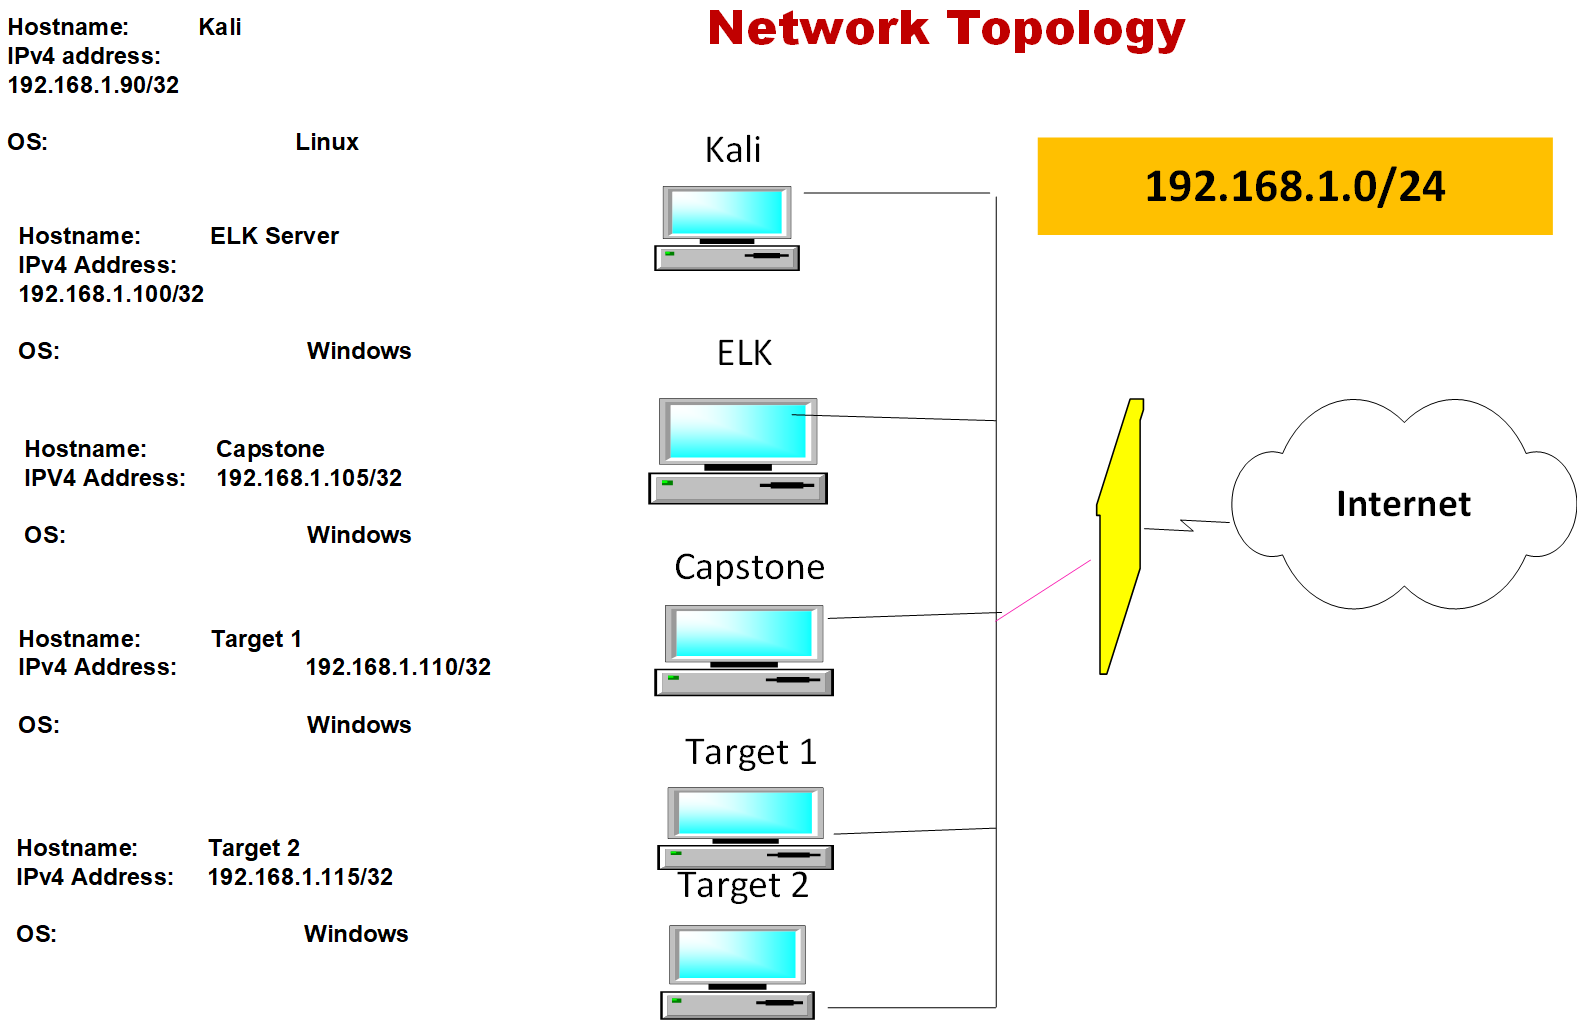 Network Topology
Hostname: Kali
IPv4 address:
192.168.1.90/32
OS: Linux
Hostname: ELK Server
IPv4 Address:
192.168.1.100/32
OS: Windows
Hostname: Capstone
IPV4 Address: 192.168.1.105/32
OS: Windows
Hostname: Target 1
IPv4 Address: 192.168.1.110/32
OS: Windows
Hostname: Target 2
IPv4 Address: 192.168.1.115/32
OS: Windows
Kali
ELK
Capstone
Target 1
Target 2
192.168.1.0/24
Internet